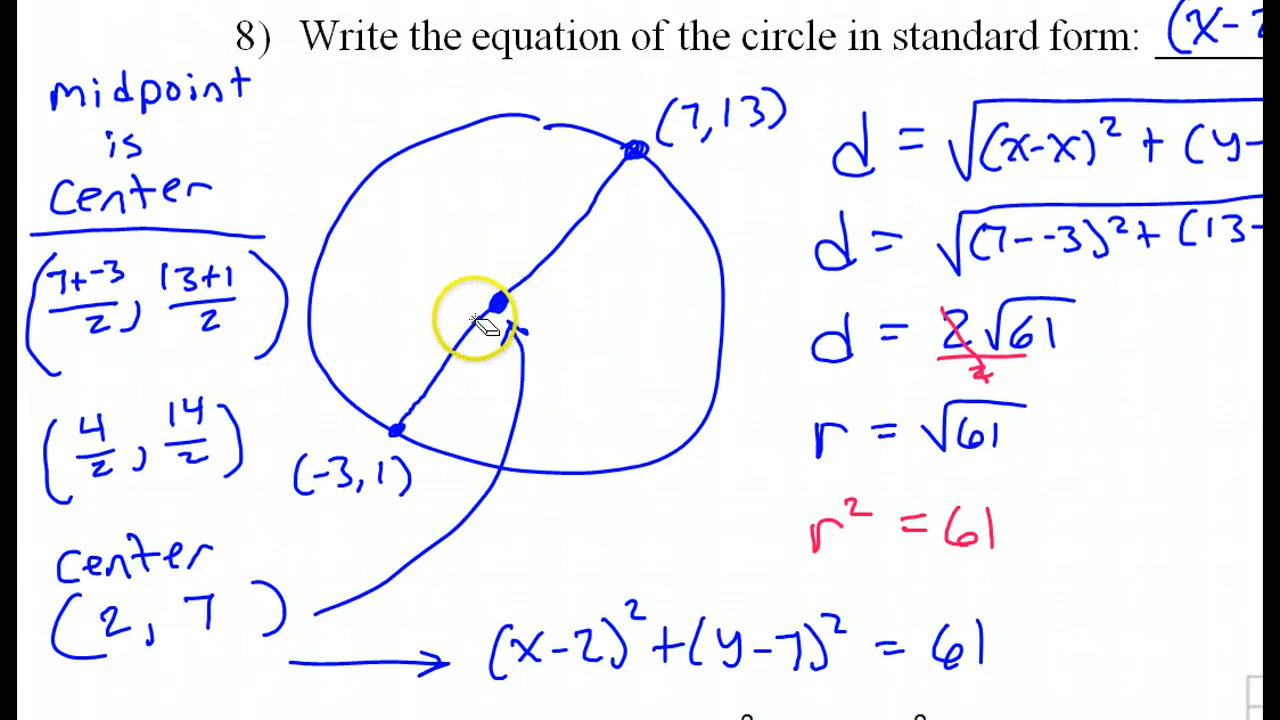 8) Write the equation of the circle in standard form: (x-2
midpoint
is
center
(7+-3/2, 13+1/2)
(4/2, 14/2)
center
(2, 7)
(7,13)
(-3,1)
d = √(x-x)² + (y-
d = √(7--3)² + (13-
d = 2√61
2
r = √61
r² = 61
(x-2)² + (y-7)² = 61